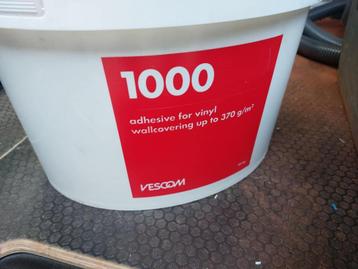 1000
adhesive for vinyl
wallcovering up to 370 g/m²
VESCOM